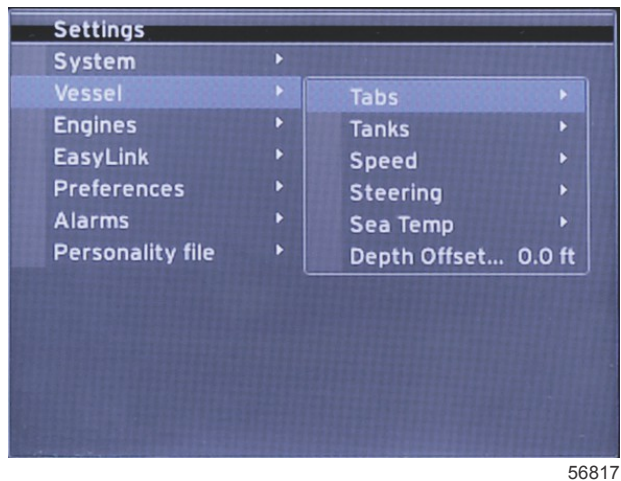 Settings
System
Vessel
Engines
EasyLink
Preferences
Alarms
Personality file
Tabs
Tanks
Speed
Steering
Sea Temp
Depth Offset... 0.0 ft
56817